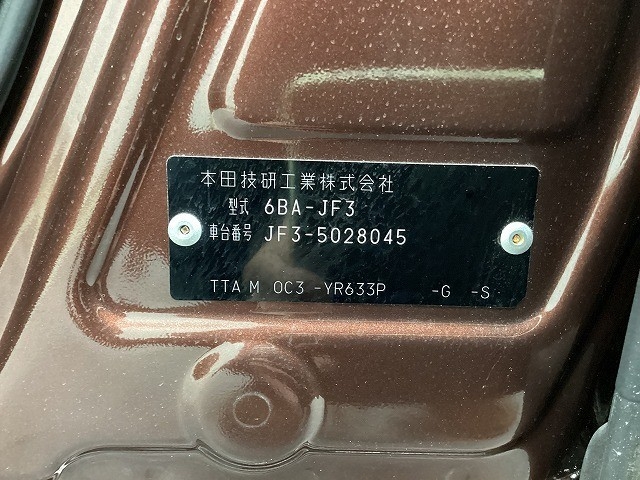 本田技研工業株式会社
型式 6BA-JF3
車台番号 JF3-5028045
TTA M OC3 -YR633P -G -S